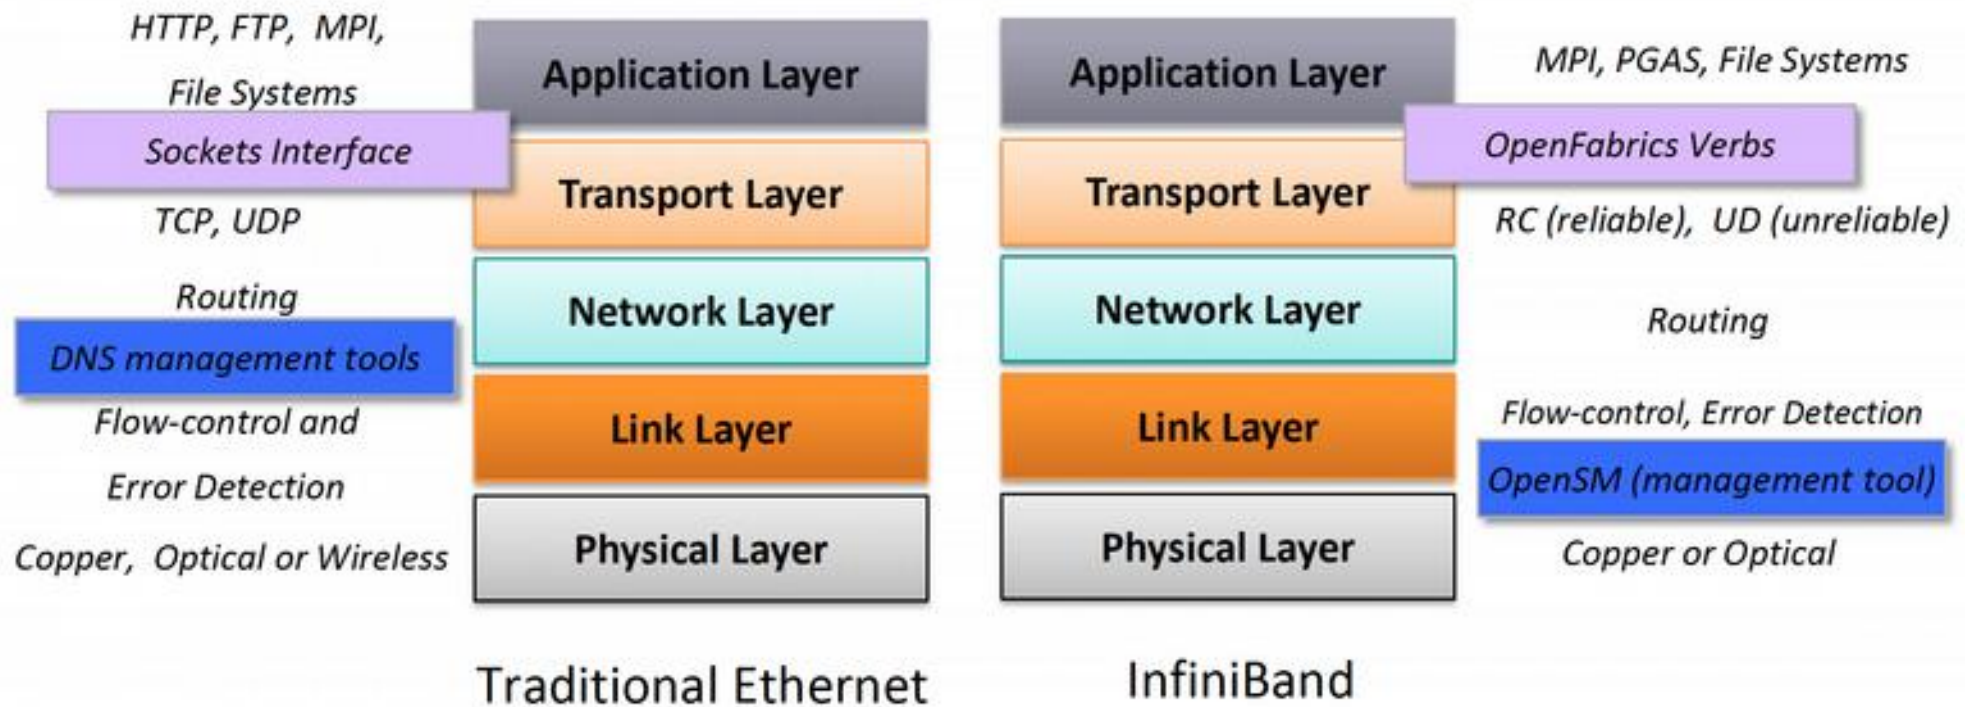 HTTP, FTP, MPI,
File Systems
Sockets Interface
TCP, UDP
Routing
DNS management tools
Flow-control and
Error Detection
Copper, Optical or Wireless
Application Layer
Transport Layer
Network Layer
Link Layer
Physical Layer
Traditional Ethernet
Application Layer
Transport Layer
Network Layer
Link Layer
Physical Layer
InfiniBand
MPI, PGAS, File Systems
OpenFabrics Verbs
RC (reliable), UD (unreliable)
Routing
Flow-control, Error Detection
OpenSM (management tool)
Copper or Optical